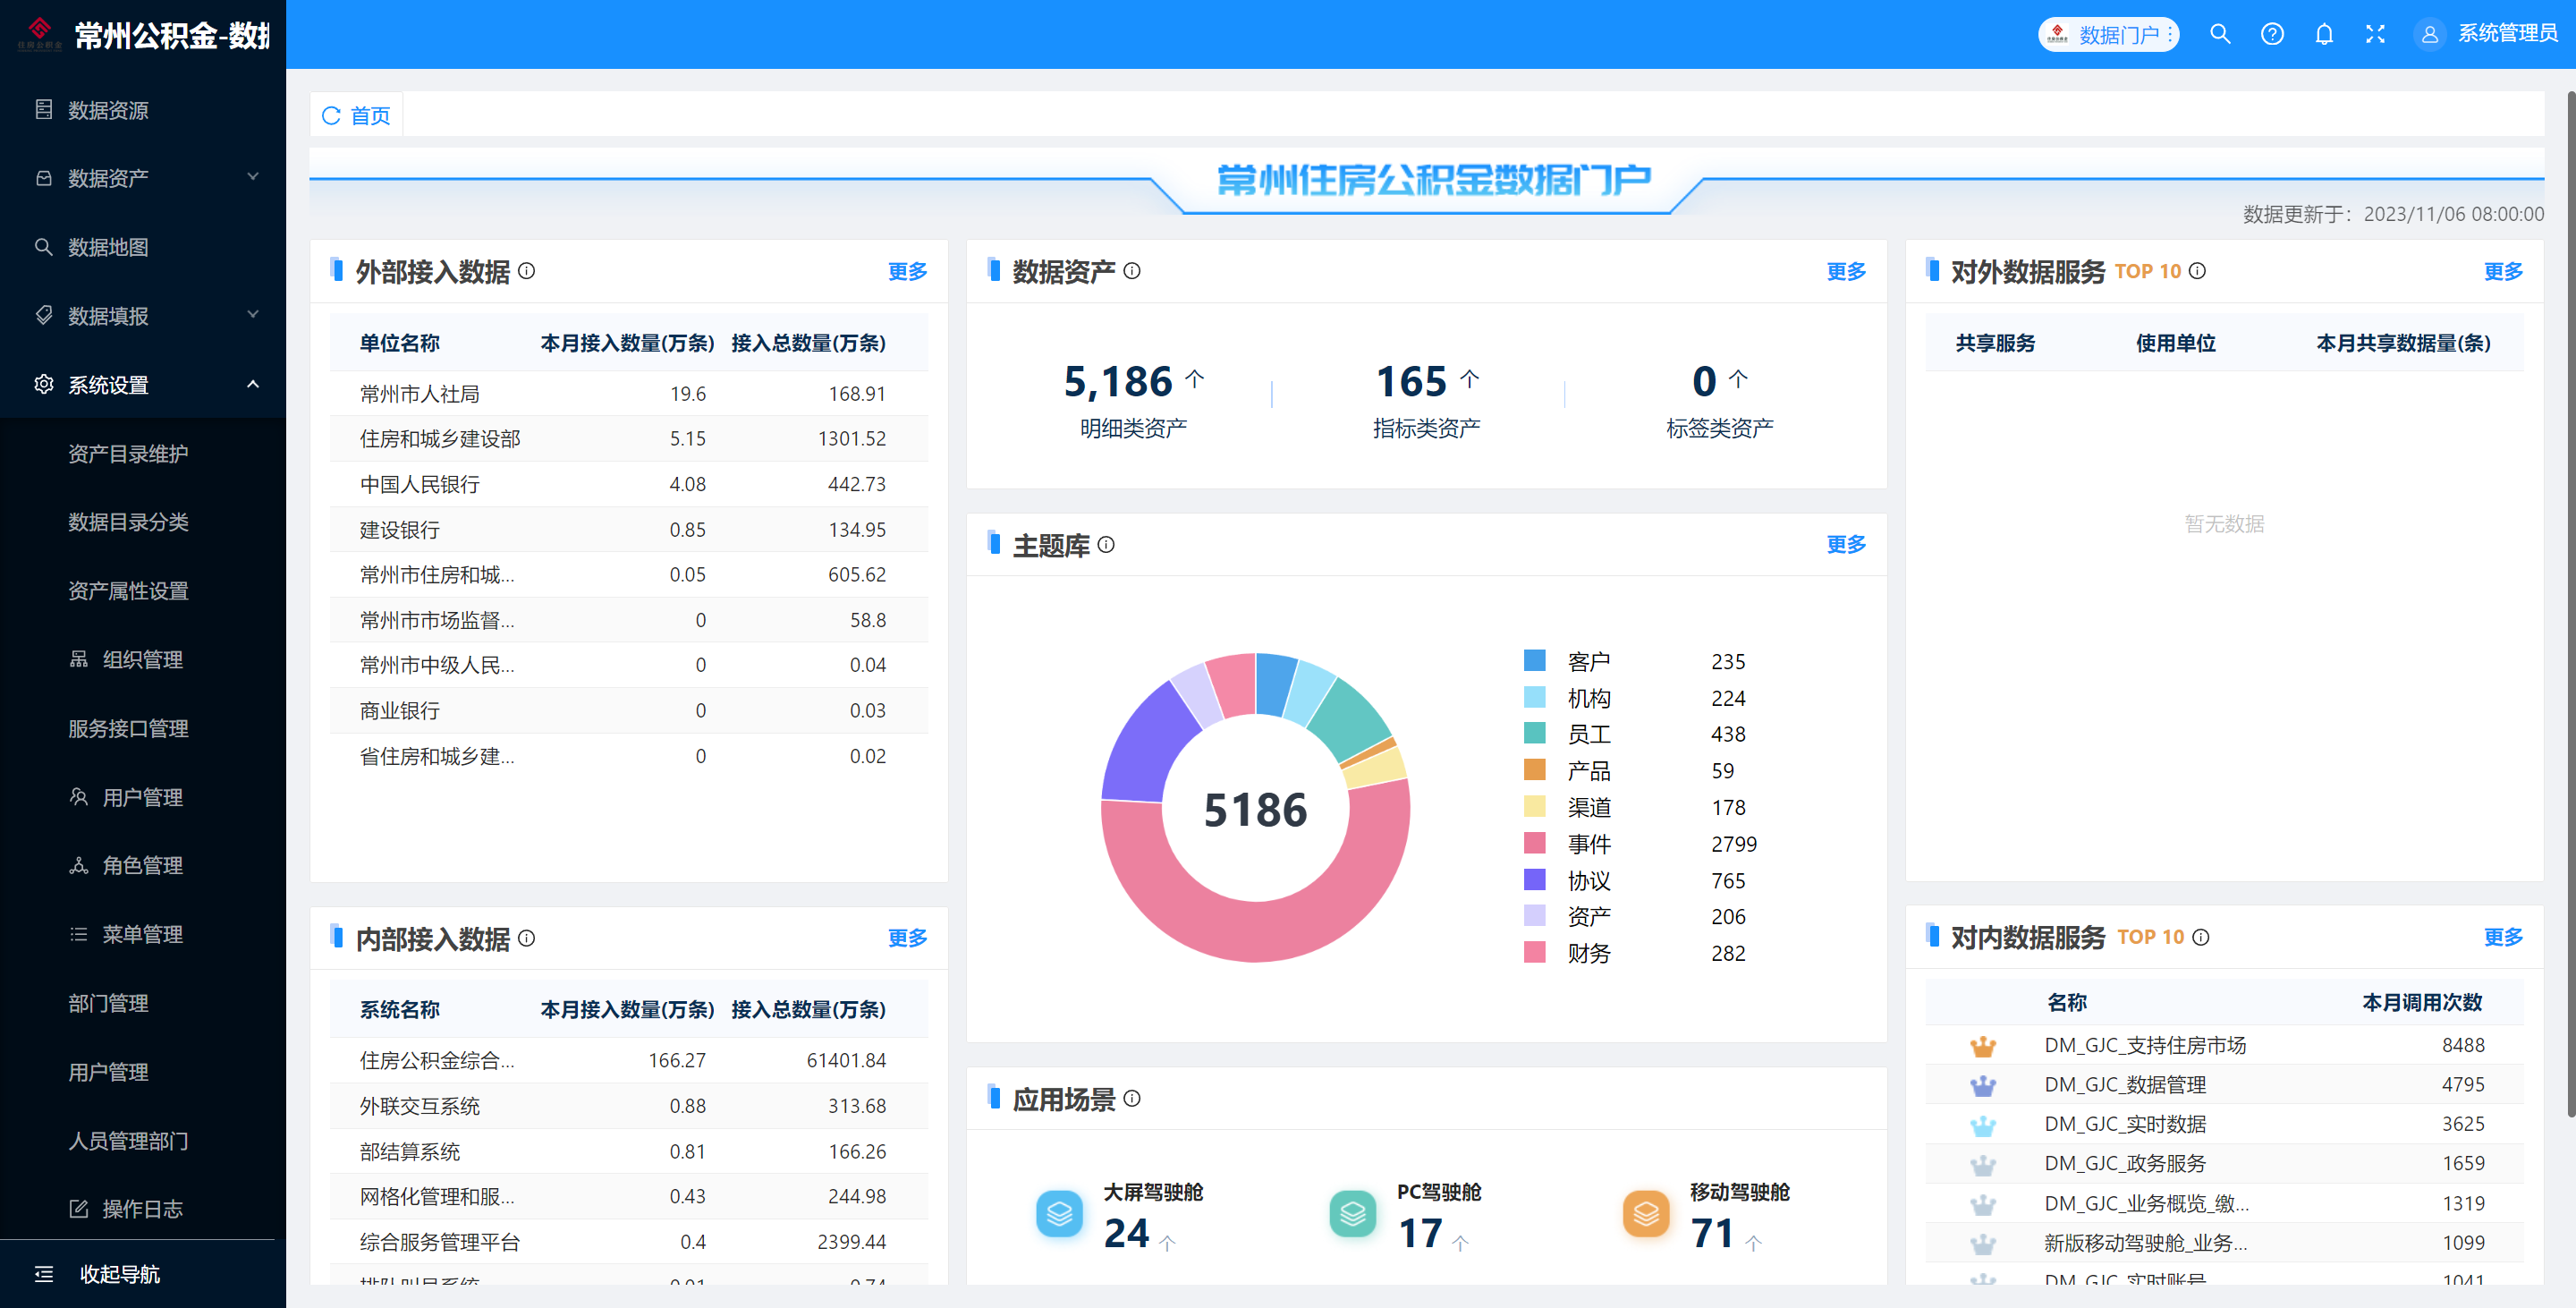 常州公积金-数据
数据门户
系统管理员
数据资源
数据资产
数据地图
数据填报
系统设置
资产目录维护
数据目录分类
资产属性设置
组织管理
服务接口管理
用户管理
角色管理
菜单管理
部门管理
用户管理
人员管理部门
操作日志
收起导航
首页
常州住房公积金数据门户
数据更新于：2023/11/06 08:00:00
外部接入数据 更多
单位名称 本月接入数量(万条) 接入总数量(万条)
常州市人社局 19.6 168.91
住房和城乡建设部 5.15 1301.52
中国人民银行 4.08 442.73
建设银行 0.85 134.95
常州市住房和城... 0.05 605.62
常州市市场监督... 0 58.8
常州市中级人民... 0 0.04
商业银行 0 0.03
省住房和城乡建... 0 0.02
内部接入数据 更多
系统名称 本月接入数量(万条) 接入总数量(万条)
住房公积金综合... 166.27 61401.84
外联交互系统 0.88 313.68
部结算系统 0.81 166.26
网格化管理和服... 0.43 244.98
综合服务管理平台 0.4 2399.44
排队叫号系统 0.01 0.74
数据资产 更多
5,186 个 165 个 0 个
明细类资产 指标类资产 标签类资产
主题库 更多
5186
客户 235
机构 224
员工 438
产品 59
渠道 178
事件 2799
协议 765
资产 206
财务 282
应用场景
大屏驾驶舱 PC驾驶舱 移动驾驶舱
24 个 17 个 71 个
对外数据服务 TOP 10 更多
共享服务 使用单位 本月共享数据量(条)
暂无数据
对内数据服务 TOP 10 更多
名称 本月调用次数
DM_GJC_支持住房市场 8488
DM_GJC_数据管理 4795
DM_GJC_实时数据 3625
DM_GJC_政务服务 1659
DM_GJC_业务概览_缴... 1319
新版移动驾驶舱_业务... 1099
DM_GJC_实时账号 1041